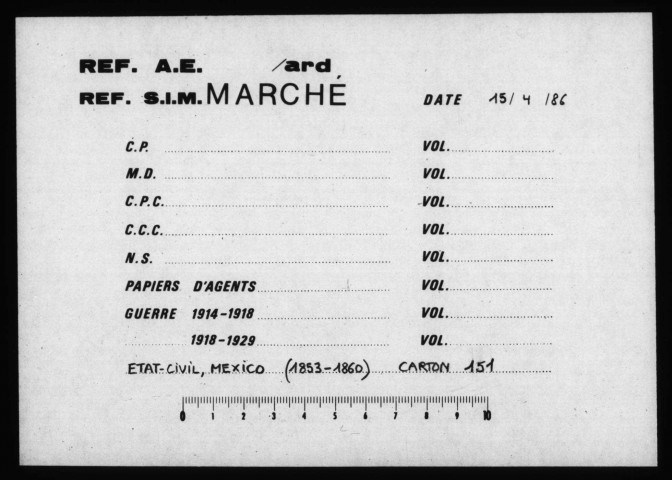 REF. A.E. /ard
REF. S.I.M. MARCHÉ DATE 15/4/86
C.P. VOL.
M.D. VOL.
C.P.C. VOL.
C.C.C. VOL.
N.S. VOL.
PAPIERS D'AGENTS VOL.
GUERRE 1914-1918 VOL.
1918-1929 VOL.
ETAT-CIVIL, MEXICO (1853-1860) CARTON 151
0 1 2 3 4 5 6 7 8 9 10